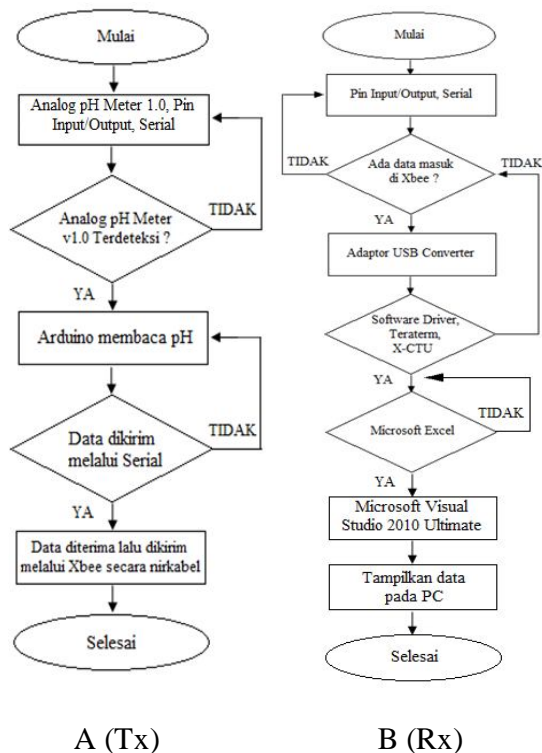 Mulai
Analog pH Meter 1.0, Pin
Input/Output, Serial
Analog pH Meter
v1.0 Terdeteksi ?
TIDAK
YA
Arduino membaca pH
Data dikirim
melalui Serial
TIDAK
YA
Data diterima lalu dikirim
melalui Xbee secara nirkabel
Selesai
A (Tx)
Mulai
Pin Input/Output, Serial
TIDAK
Ada data masuk
di Xbee ?
TIDAK
YA
Adaptor USB Converter
Software Driver,
Teraterm,
X-CTU
YA
Microsoft Excel
TIDAK
YA
Microsoft Visual
Studio 2010 Ultimate
Tampilkan data
pada PC
Selesai
B (Rx)